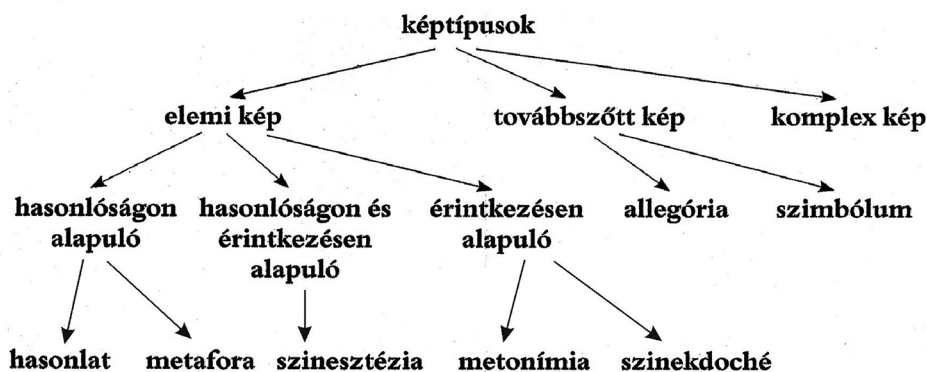 képtípusok
elemi kép
továbbszőtt kép
komplex kép
hasonlóságon
alapuló
hasonlóságon és
érintkezésen
alapuló
érintkezésen
alapuló
allegória
szimbólum
hasonlat
metafora
szinesztézia
metonímia
szinekdoché